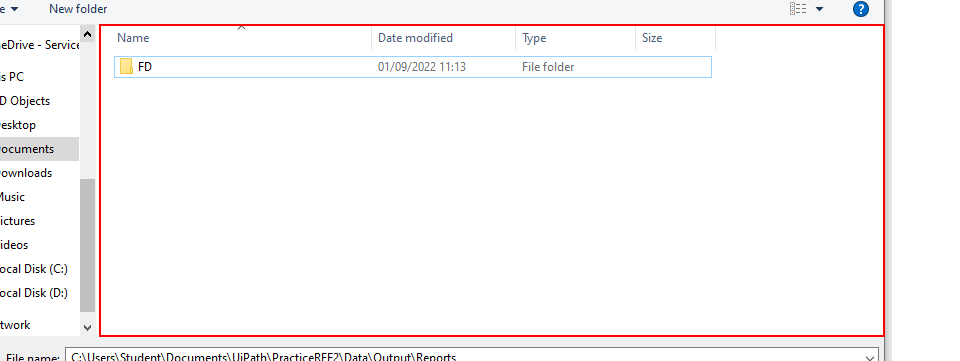 New folder
Name Date modified Type Size
FD 01/09/2022 11:13 File folder
eDrive - Service
is PC
D Objects
esktop
ocuments
ownloads
Music
ictures
ideos
ocal Disk (C:)
ocal Disk (D:)
twork
File name: C:\Users\Student\Documents\UiPath\PracticeREF2\Data\Output\Reports